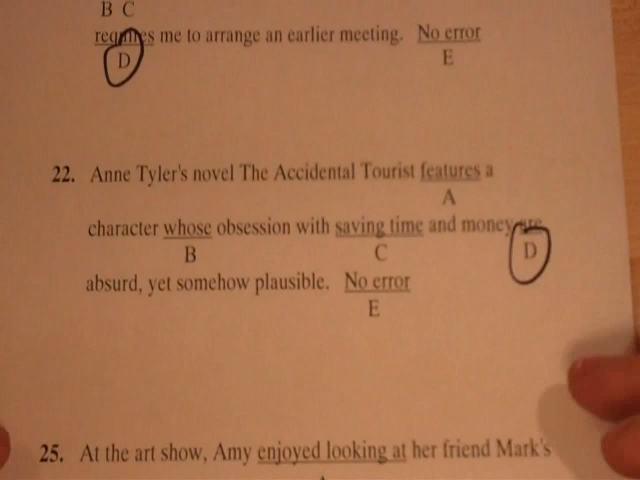 B C
requires me to arrange an earlier meeting. No error
D E
22. Anne Tyler's novel The Accidental Tourist features a
A
character whose obsession with saving time and money are
B C D
absurd, yet somehow plausible. No error
E
25. At the art show, Amy enjoyed looking at her friend Mark's